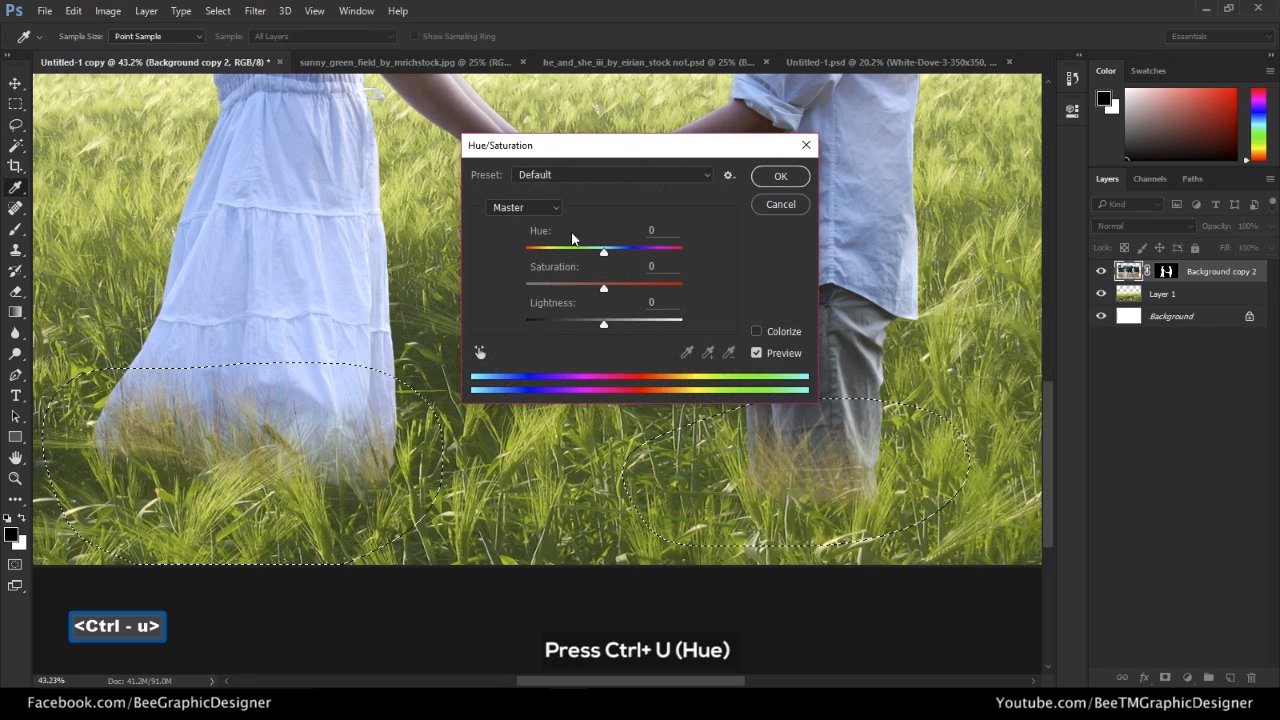 Ps File Edit Image Layer Type Select Filter 3D View Window Help
Sample Size: Point Sample Sample: All Layers Show Sampling Ring Essentials
Untitled-1 copy @ 43.2% (Background copy 2, RGB/8) * × sunny_green_field_by_mrichstock.jpg @ 25% (RG... × he_and_she_iii_by_eirian_stock not.psd @ 25% (B... × Untitled-1.psd @ 20.2% (White-Dove-3-350x350, ... ×
Color Swatches
Hue/Saturation
Preset: Default OK
Cancel
Master
Hue: 0
Saturation: 0
Lightness: 0
Colorize
Preview
Layers Channels Paths
Kind
Normal Opacity: 100%
Lock: Fill: 100%
Background copy 2
Layer 1
Background
<Ctrl - u>
Press Ctrl+ U (Hue)
43.23% Doc: 41.2M/91.0M
Facebook.com/BeeGraphicDesigner Youtube.com/BeeTMGraphicDesigner